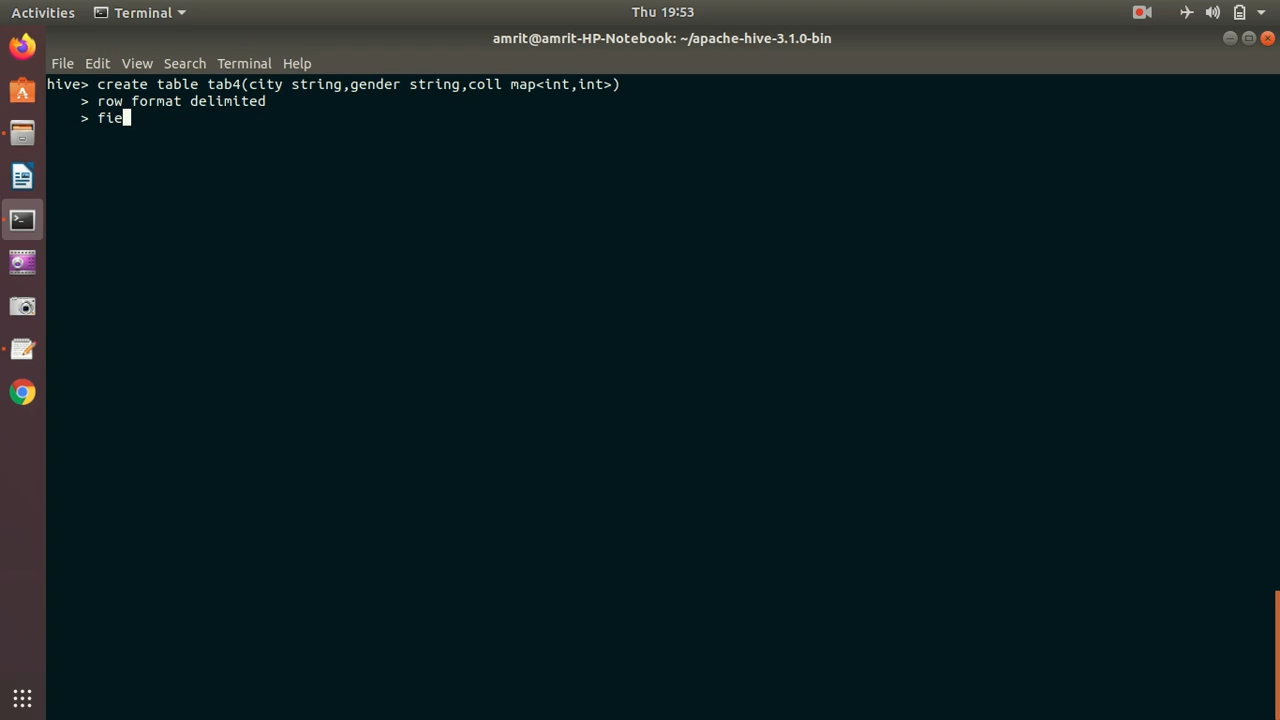 Activities Terminal Thu 19:53
amrit@amrit-HP-Notebook: ~/apache-hive-3.1.0-bin
File Edit View Search Terminal Help
hive> create table tab4(city string,gender string,coll map<int,int>)
> row format delimited
> fie